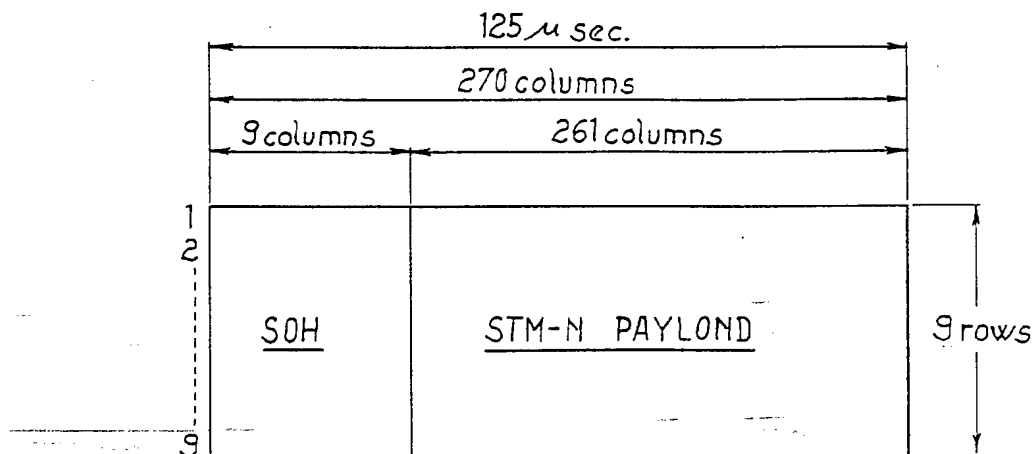 125 μ sec.
270 columns
9 columns 261 columns
1
2
SOH STM-N PAYLOND 9 rows
9